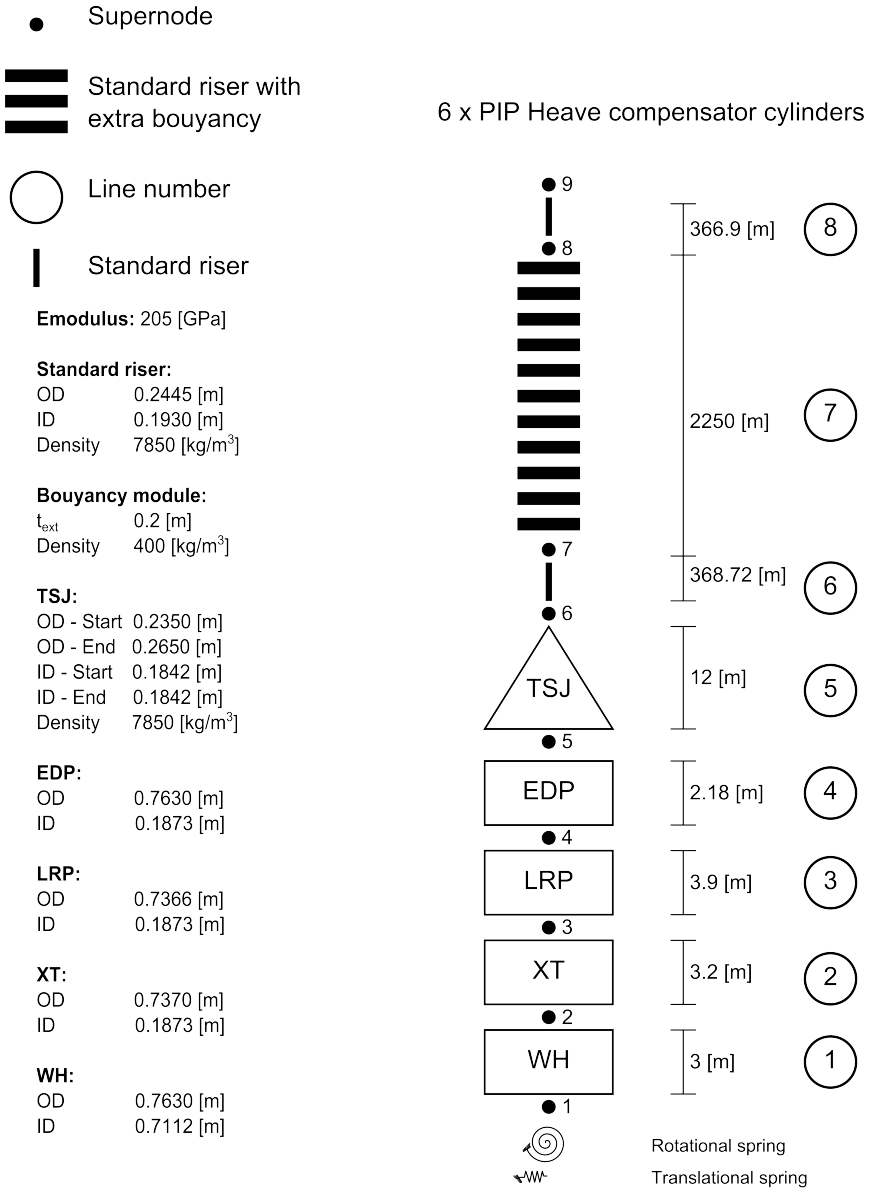 Supernode
Standard riser with
extra bouyancy
Line number
Standard riser
Emodulus: 205 [GPa]
Standard riser:
OD 0.2445 [m]
ID 0.1930 [m]
Density 7850 [kg/m³]
Bouyancy module:
t_ext 0.2 [m]
Density 400 [kg/m³]
TSJ:
OD - Start 0.2350 [m]
OD - End 0.2650 [m]
ID - Start 0.1842 [m]
ID - End 0.1842 [m]
Density 7850 [kg/m³]
EDP:
OD 0.7630 [m]
ID 0.1873 [m]
LRP:
OD 0.7366 [m]
ID 0.1873 [m]
XT:
OD 0.7370 [m]
ID 0.1873 [m]
WH:
OD 0.7630 [m]
ID 0.7112 [m]
6 x PIP Heave compensator cylinders
9
366.9 [m] 8
8
2250 [m] 7
7
368.72 [m] 6
6
TSJ 12 [m] 5
5
EDP 2.18 [m] 4
4
LRP 3.9 [m] 3
3
XT 3.2 [m] 2
2
WH 3 [m] 1
1
Rotational spring
Translational spring